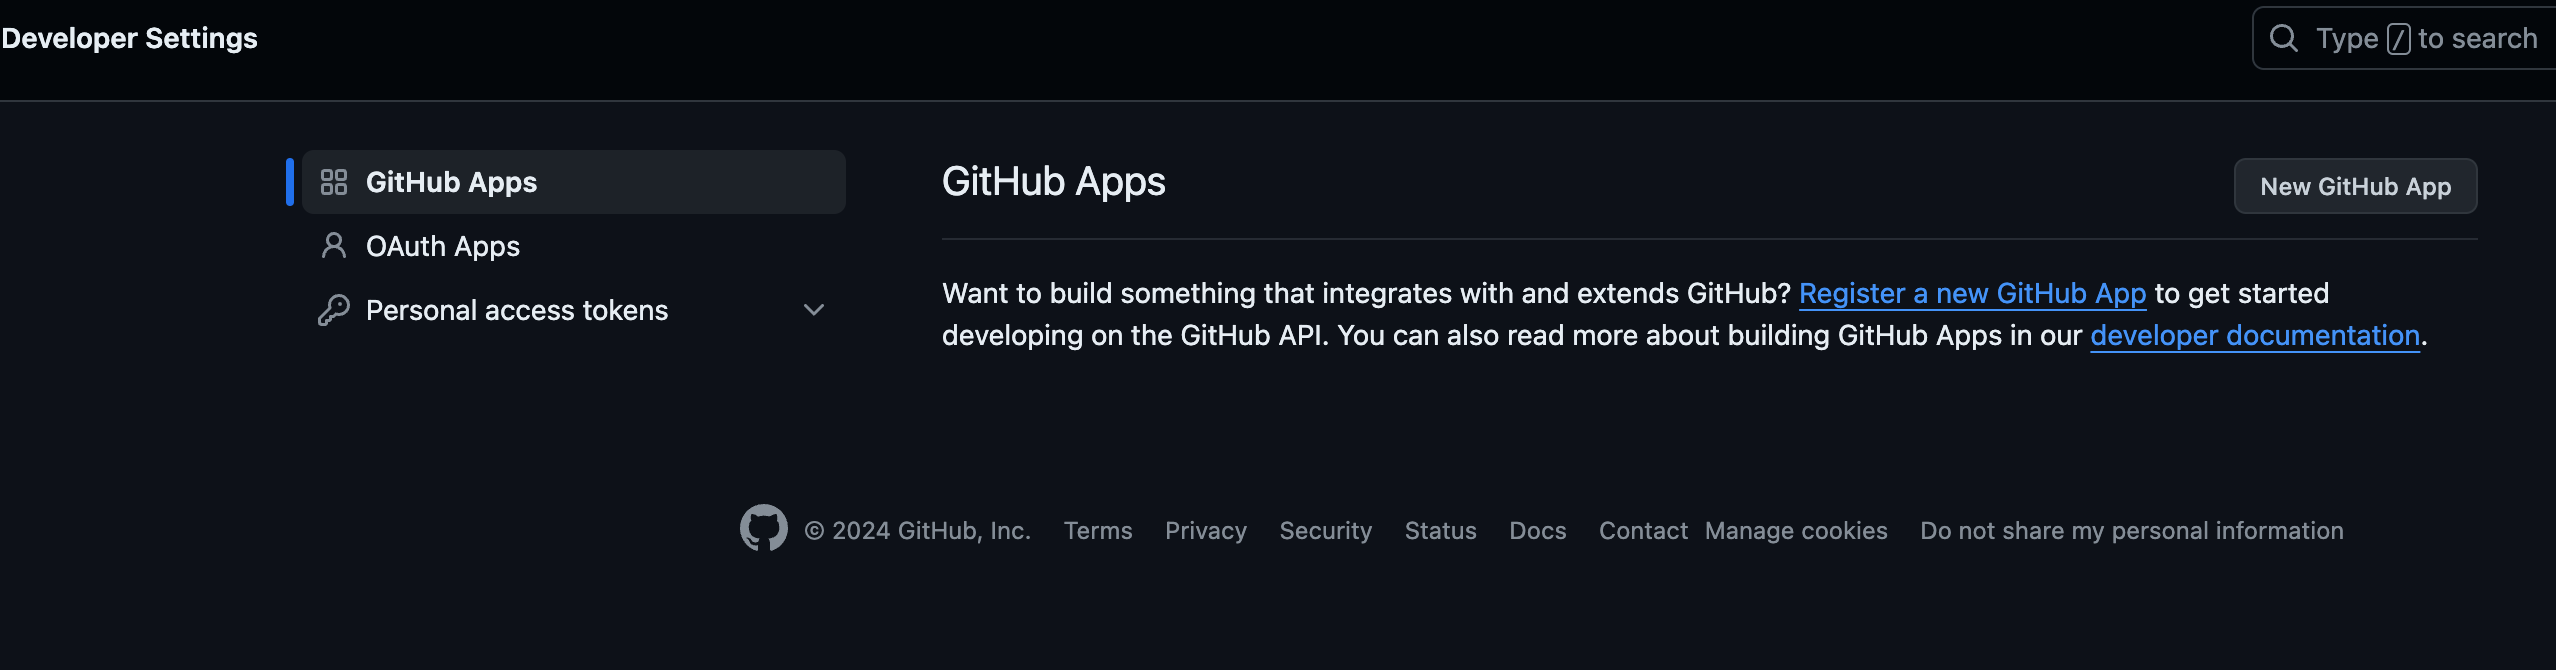 Developer Settings
Type / to search
GitHub Apps
OAuth Apps
Personal access tokens
GitHub Apps
New GitHub App
Want to build something that integrates with and extends GitHub? Register a new GitHub App to get started
developing on the GitHub API. You can also read more about building GitHub Apps in our developer documentation.
© 2024 GitHub, Inc. Terms Privacy Security Status Docs Contact Manage cookies Do not share my personal information